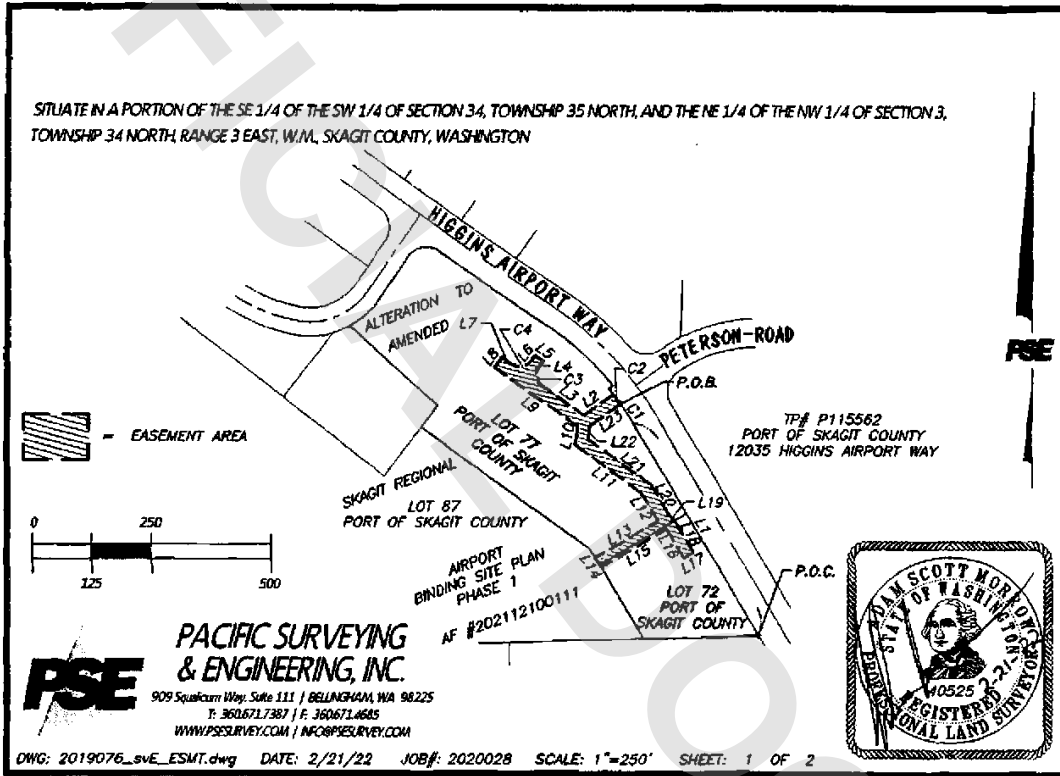 SITUATE IN A PORTION OF THE SE 1/4 OF THE SW 1/4 OF SECTION 34, TOWNSHIP 35 NORTH, AND THE NE 1/4 OF THE NW 1/4 OF SECTION 3,
TOWNSHIP 34 NORTH, RANGE 3 EAST, W.M., SKAGIT COUNTY, WASHINGTON
HIGGINS AIRPORT WAY
PETERSON-ROAD
ALTERATION TO
AMENDED
L7
C4
L6
L5
L4
C3
L8
L3
L2
C2
C1
P.O.B.
L9
L23
L10
L22
L21
L11
LOT 77
PORT OF SKAGIT
COUNTY
TP# P115562
PORT OF SKAGIT COUNTY
12035 HIGGINS AIRPORT WAY
PSE
= EASEMENT AREA
SKAGIT REGIONAL
LOT 87
PORT OF SKAGIT COUNTY
L20
L19
L12
L1
L18
L13
L15
L16
L17
L14
0
250
125
500
AIRPORT
BINDING SITE PLAN
PHASE 1
AF #202112100111
LOT 72
PORT OF
SKAGIT COUNTY
P.O.C.
ADAM SCOTT MORROW
STATE OF WASHINGTON
40525
REGISTERED
PROFESSIONAL LAND SURVEYOR
PSE
PACIFIC SURVEYING
& ENGINEERING, INC.
909 Squalicum Way, Suite 111 | BELLINGHAM, WA 98225
T: 360.671.7387 | F: 360.671.4685
WWW.PSESURVEY.COM | INFO@PSESURVEY.COM
DWG: 2019076_svE_ESMT.dwg DATE: 2/21/22 JOB#: 2020028 SCALE: 1"=250' SHEET: 1 OF 2